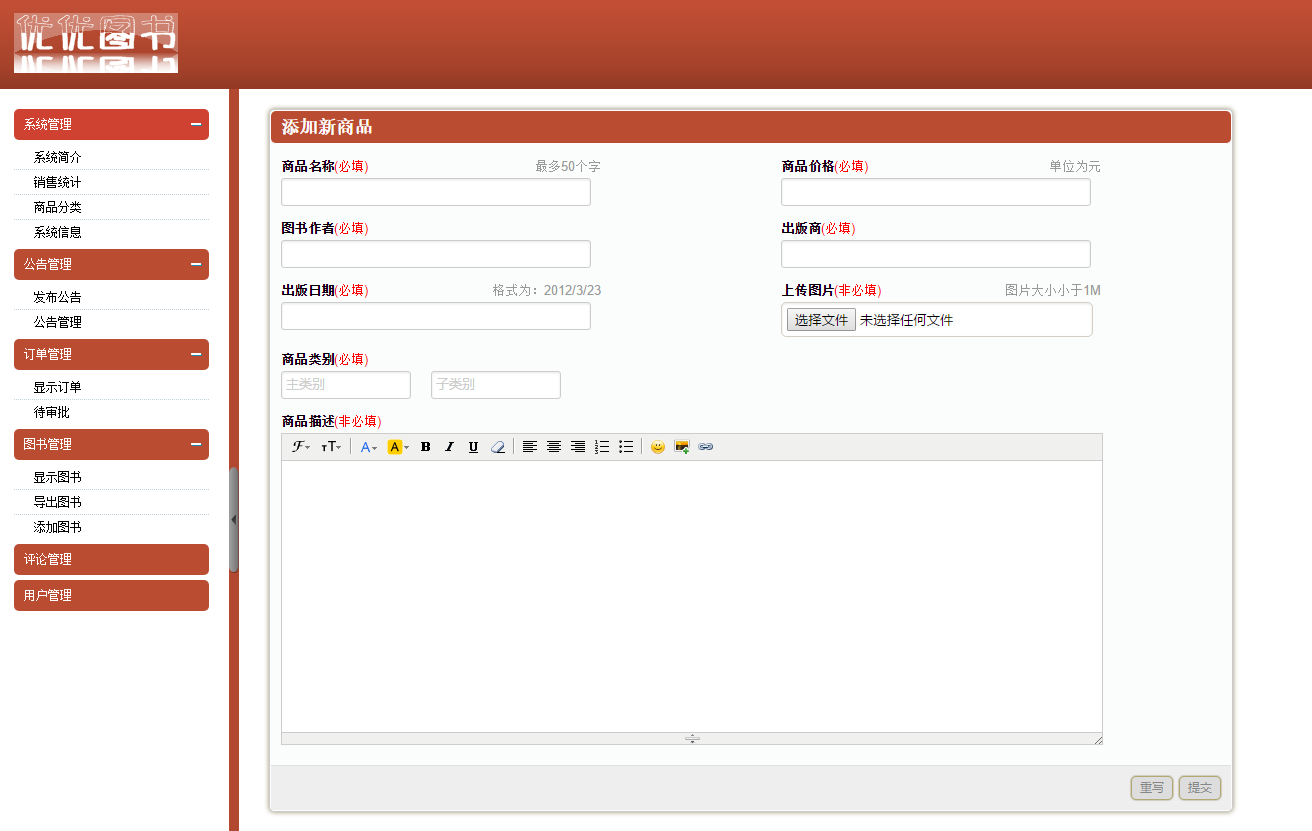 优优图书
系统管理
系统简介
销售统计
商品分类
系统信息
公告管理
发布公告
公告管理
订单管理
显示订单
待审批
图书管理
显示图书
导出图书
添加图书
评论管理
用户管理
添加新商品
商品名称(必填) 最多50个字
商品价格(必填) 单位为元
图书作者(必填)
出版商(必填)
出版日期(必填) 格式为：2012/3/23
上传图片(非必填) 图片大小小于1M
选择文件 未选择任何文件
商品类别(必填)
主类别 子类别
商品描述(非必填)
F TT A A B I U
重写 提交